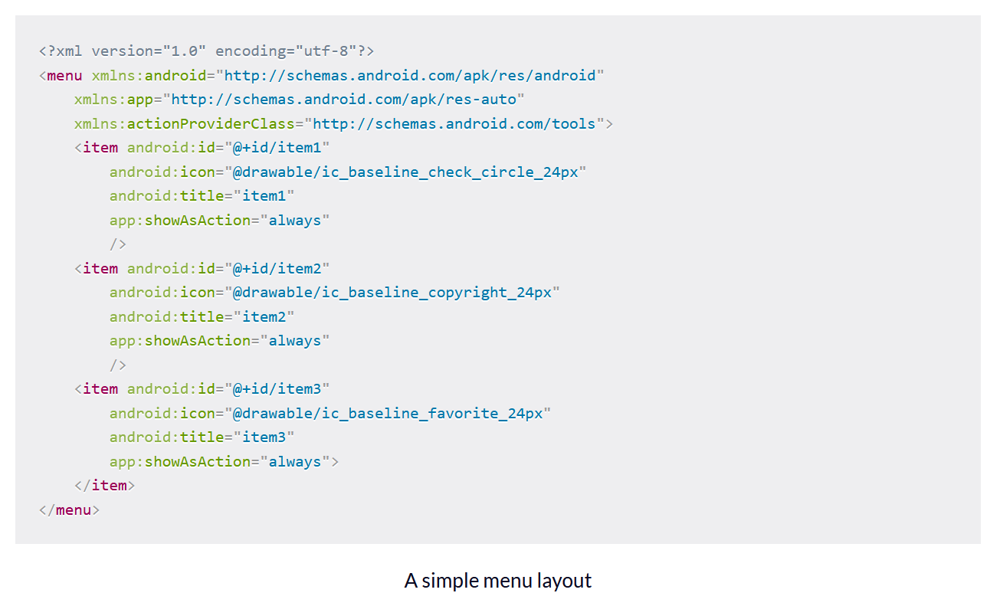 <?xml version="1.0" encoding="utf-8"?>
<menu xmlns:android="http://schemas.android.com/apk/res/android"
    xmlns:app="http://schemas.android.com/apk/res-auto"
    xmlns:actionProviderClass="http://schemas.android.com/tools">
    <item android:id="@+id/item1"
        android:icon="@drawable/ic_baseline_check_circle_24px"
        android:title="item1"
        app:showAsAction="always"
        />
    <item android:id="@+id/item2"
        android:icon="@drawable/ic_baseline_copyright_24px"
        android:title="item2"
        app:showAsAction="always"
        />
    <item android:id="@+id/item3"
        android:icon="@drawable/ic_baseline_favorite_24px"
        android:title="item3"
        app:showAsAction="always">
    </item>
</menu>
A simple menu layout